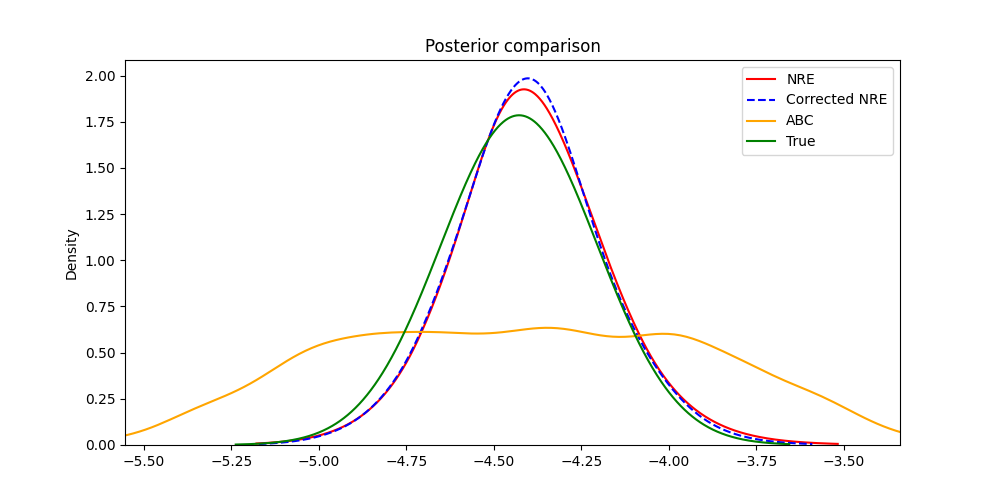 Posterior comparison
NRE
Corrected NRE
ABC
True
Density
2.00
1.75
1.50
1.25
1.00
0.75
0.50
0.25
0.00
−5.50 −5.25 −5.00 −4.75 −4.50 −4.25 −4.00 −3.75 −3.50